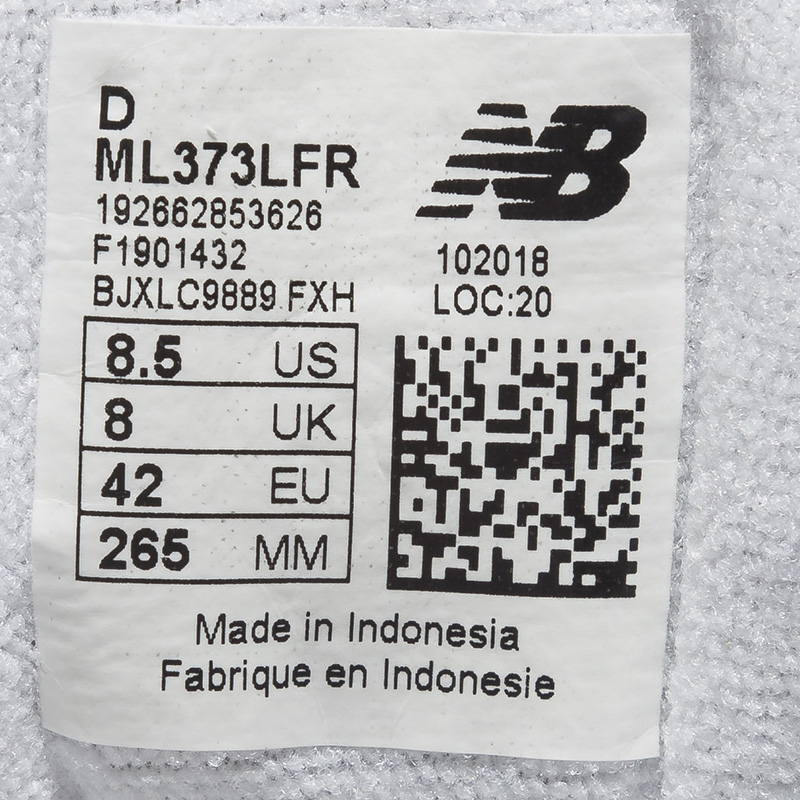 D
ML373LFR
192662853626
F1901432
BJXLC9889 FXH
NB
102018
LOC:20
8.5 US
8 UK
42 EU
265 MM
Made in Indonesia
Fabrique en Indonesie